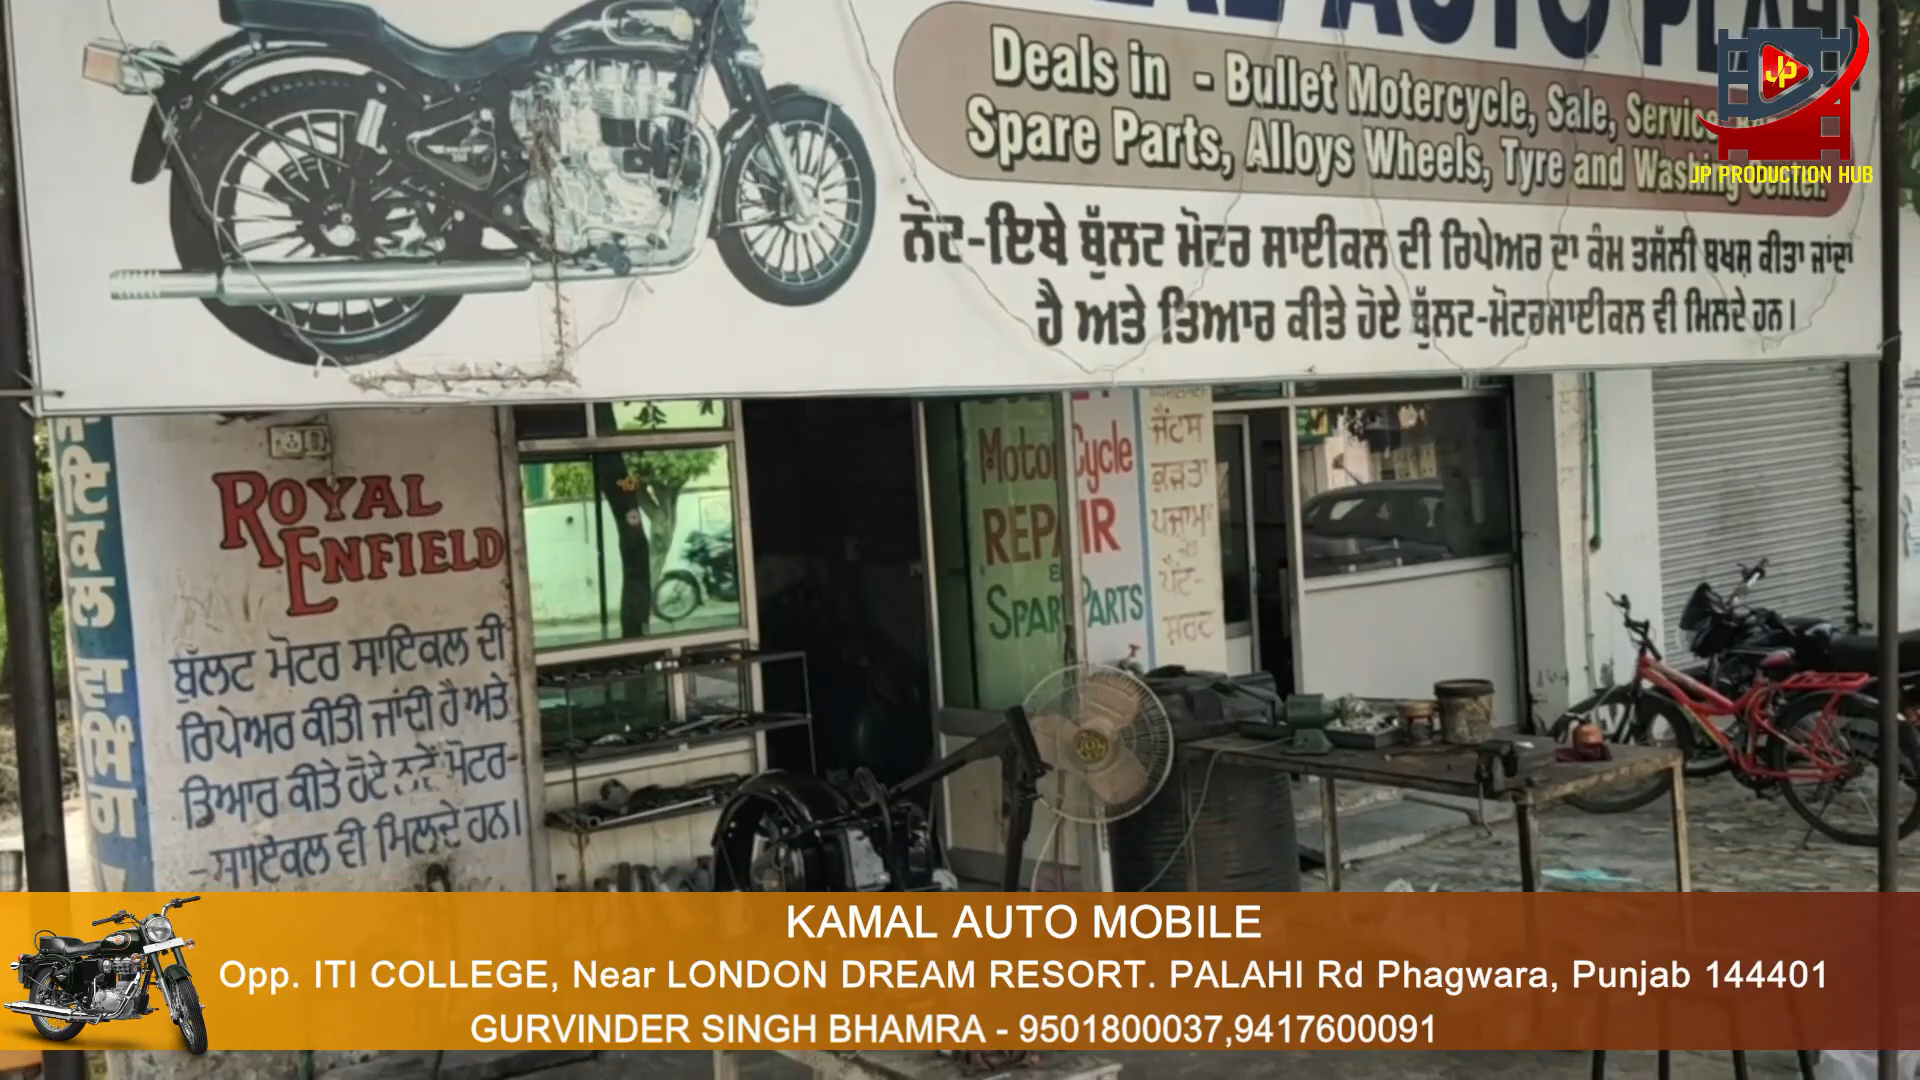 AUTO
Deals in - Bullet Motercycle, Sale, Service,
Spare Parts, Alloys Wheels, Tyre and Washing Center.
ਨੋਟ-ਇਥੇ ਬੁੱਲਟ ਮੋਟਰ ਸਾਈਕਲ ਦੀ ਰਿਪੇਅਰ ਦਾ ਕੰਮ ਤਸੱਲੀ ਬਖਸ਼ ਕੀਤਾ ਜਾਂਦਾ
ਹੈ ਅਤੇ ਤਿਆਰ ਕੀਤੇ ਹੋਏ ਬੁੱਲਟ-ਮੋਟਰਸਾਈਕਲ ਵੀ ਮਿਲਦੇ ਹਨ।
JP
JP PRODUCTION HUB
ROYAL
ENFIELD
ਬੁੱਲਟ ਮੋਟਰ ਸਾਇਕਲ ਦੀ
ਰਿਪੇਅਰ ਕੀਤੀ ਜਾਂਦੀ ਹੈ ਅਤੇ
ਤਿਆਰ ਕੀਤੇ ਹੋਏ ਨਵੇਂ ਮੋਟਰ-
-ਸਾਇਕਲ ਵੀ ਮਿਲਦੇ ਹਨ।
Motor Cycle
REPAIR
&
SPARE PARTS
ਜੈਂਟਸ
ਕੁੜਤਾ
ਪਜਾਮਾ
ਪੈਂਟ-
ਸ਼ਰਟ
KAMAL AUTO MOBILE
Opp. ITI COLLEGE, Near LONDON DREAM RESORT. PALAHI Rd Phagwara, Punjab 144401
GURVINDER SINGH BHAMRA - 9501800037,9417600091